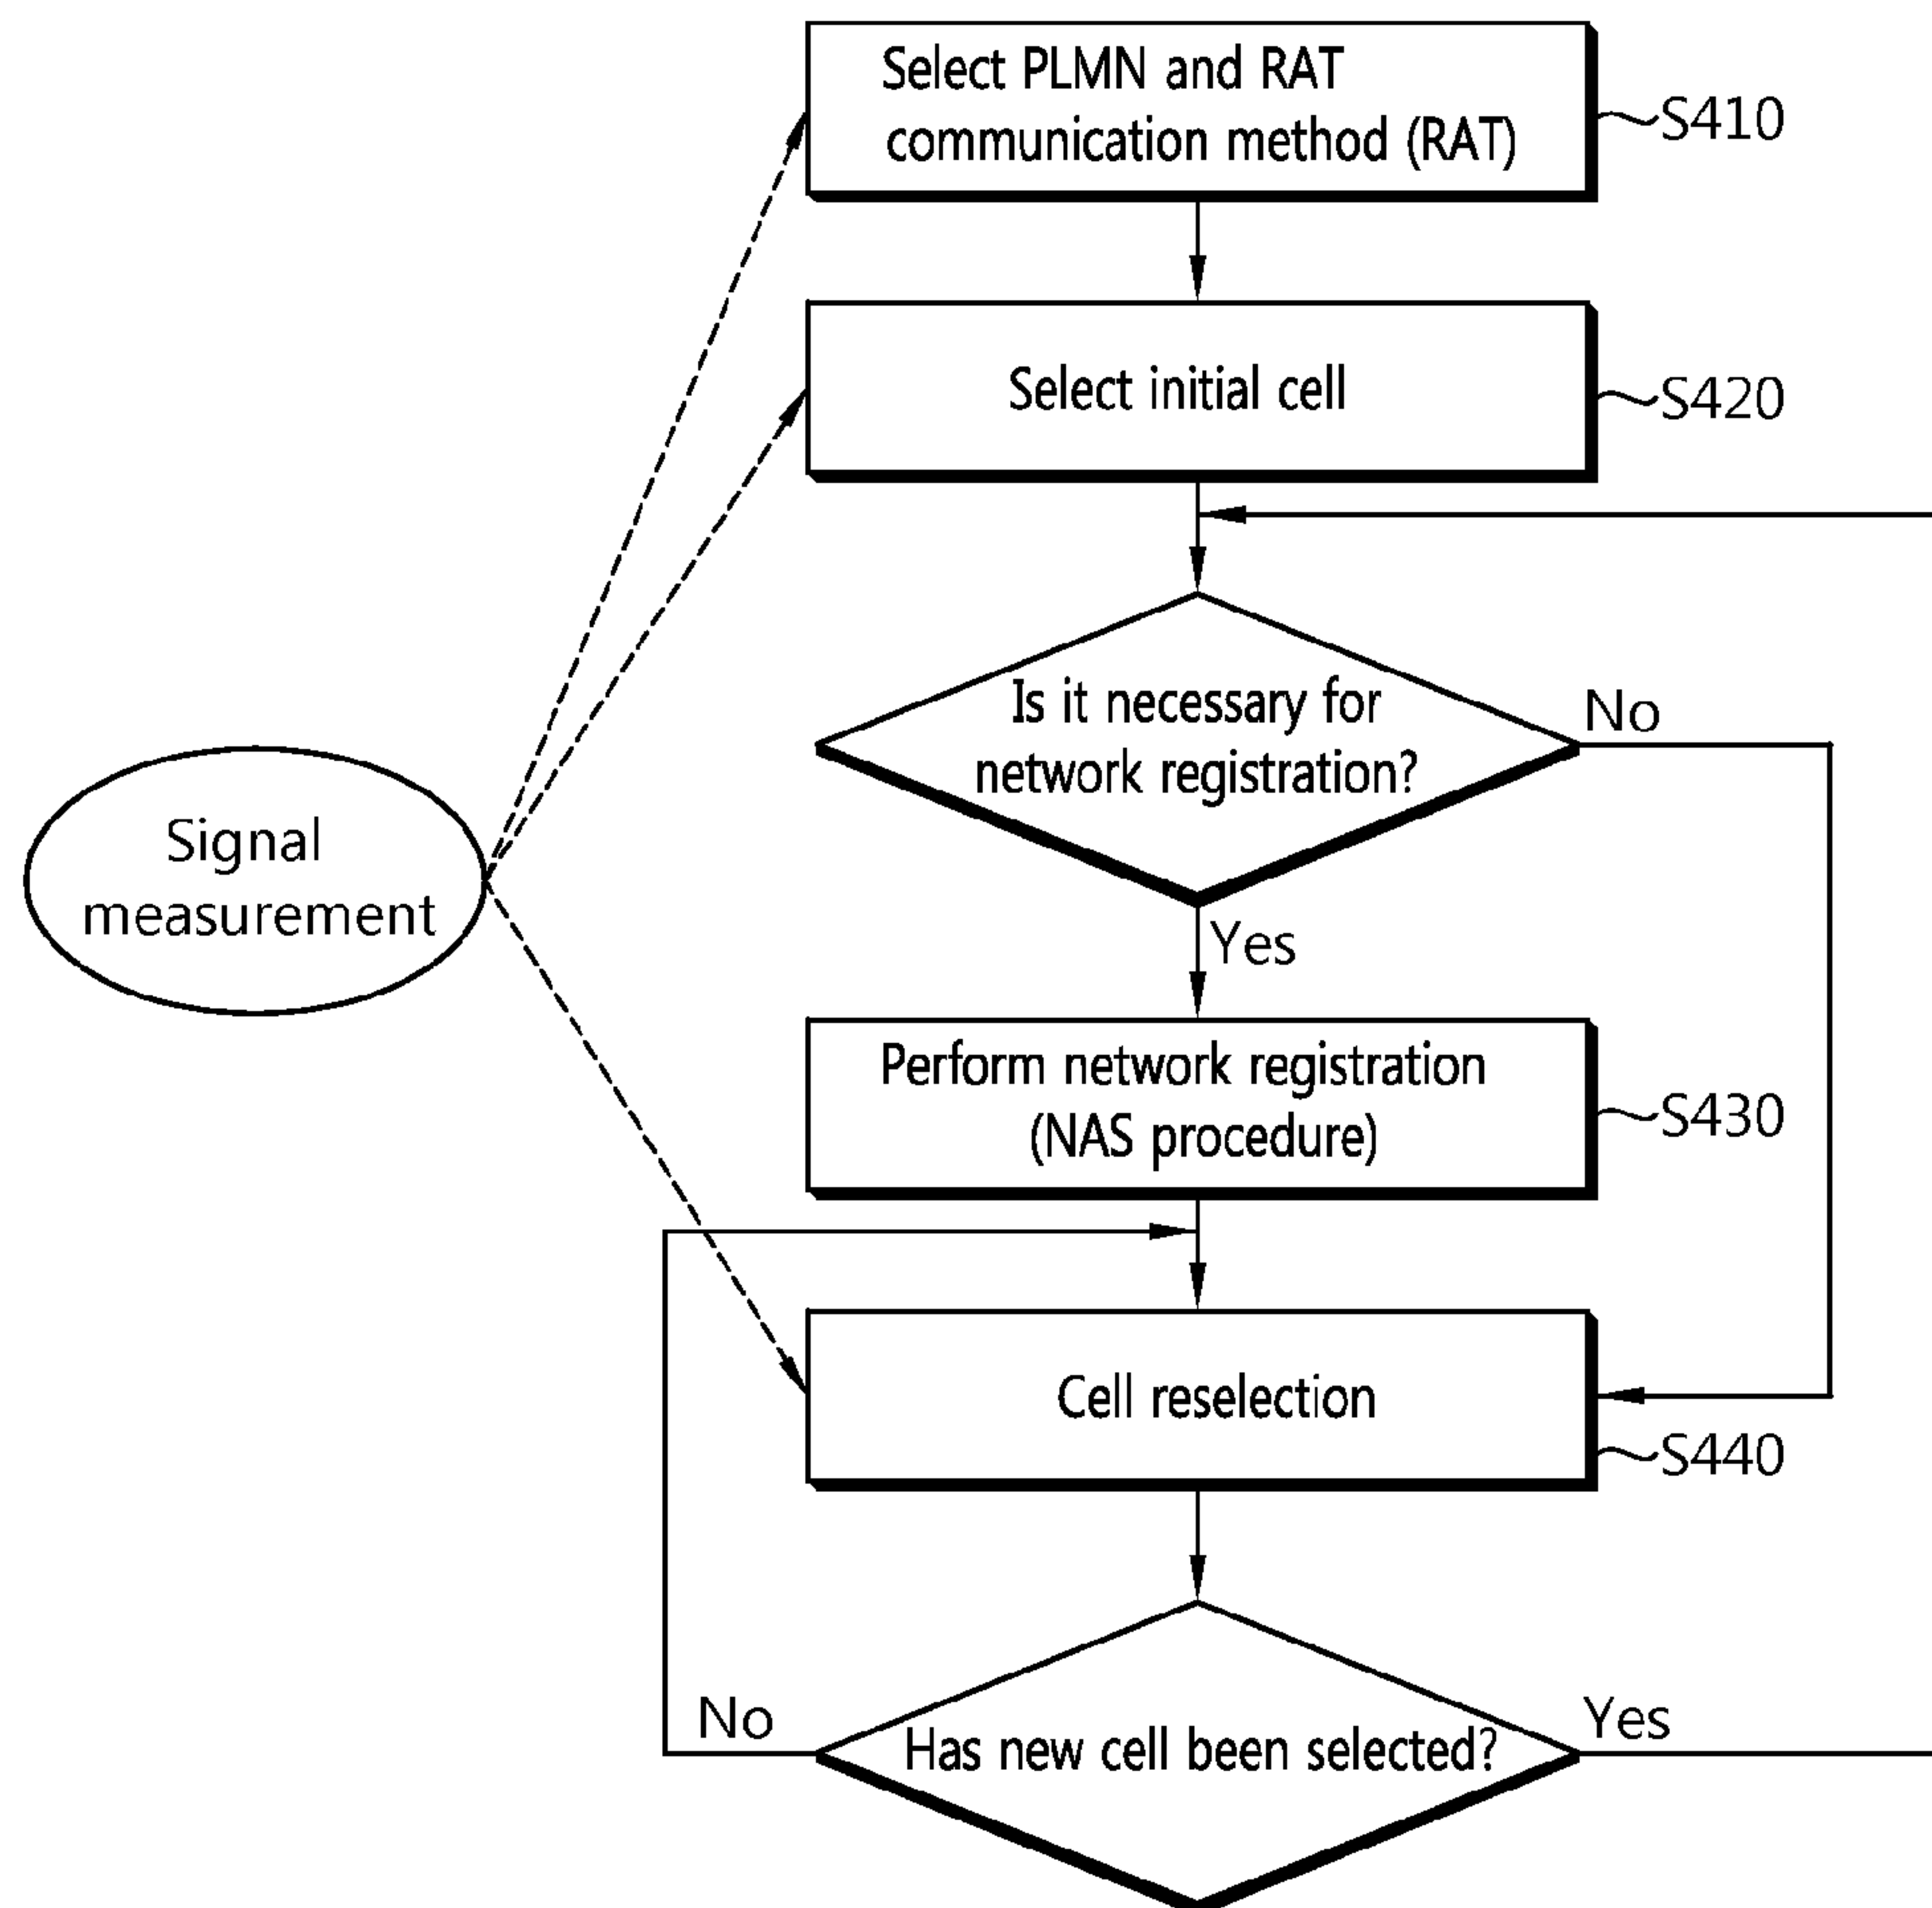 Select PLMN and RAT
communication method (RAT)
S410
Select initial cell
S420
Is it necessary for
network registration?
No
Signal
measurement
Yes
Perform network registration
(NAS procedure)
S430
Cell reselection
S440
No
Has new cell been selected?
Yes